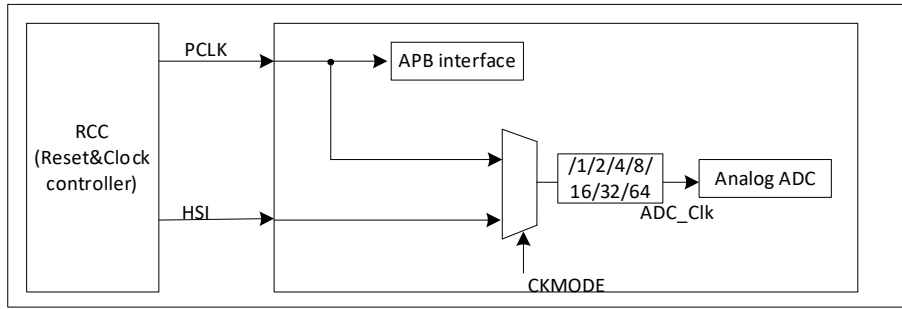 PCLK
APB interface
RCC
(Reset&Clock
controller)
/1/2/4/8/
16/32/64
Analog ADC
HSI
ADC_Clk
CKMODE